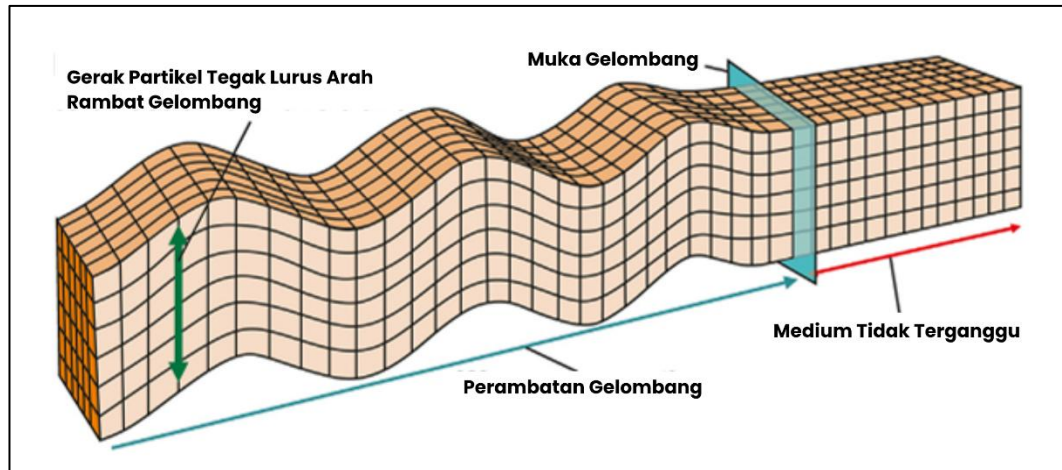 Gerak Partikel Tegak Lurus Arah
Rambat Gelombang
Muka Gelombang
Medium Tidak Terganggu
Perambatan Gelombang